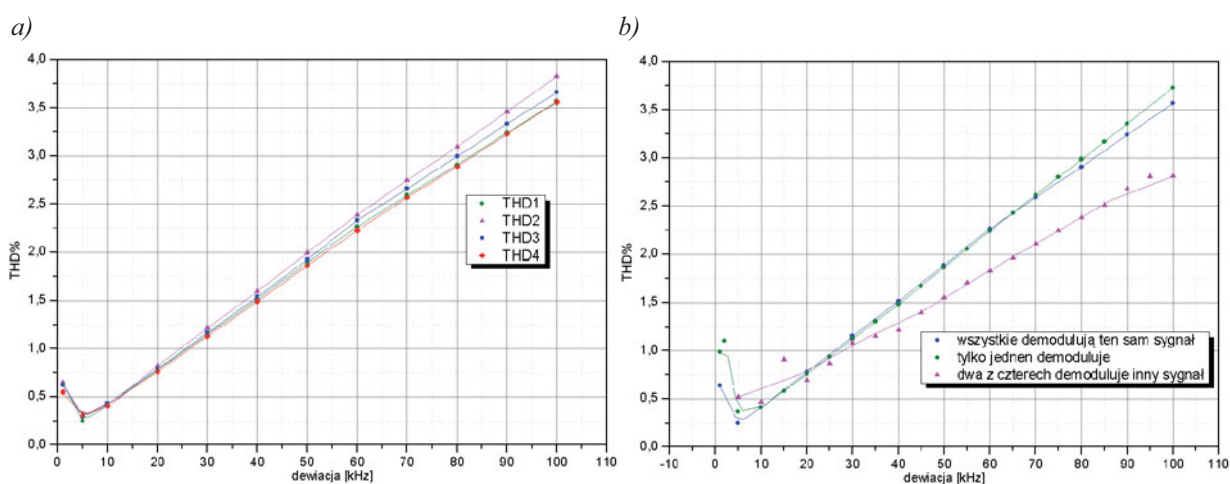 a)
4,0
3,5
3,0
2,5
2,0
1,5
1,0
0,5
0,0
THD%
THD1
THD2
THD3
THD4
0 10 20 30 40 50 60 70 80 90 100 110
dewiacja [kHz]
b)
4,0
3,5
3,0
2,5
2,0
1,5
1,0
0,5
0,0
THD%
wszystkie demodulują ten sam sygnał
tylko jednen demoduluje
dwa z czterech demoduluje inny sygnał
-10 0 10 20 30 40 50 60 70 80 90 100 110
dewiacja [kHz]